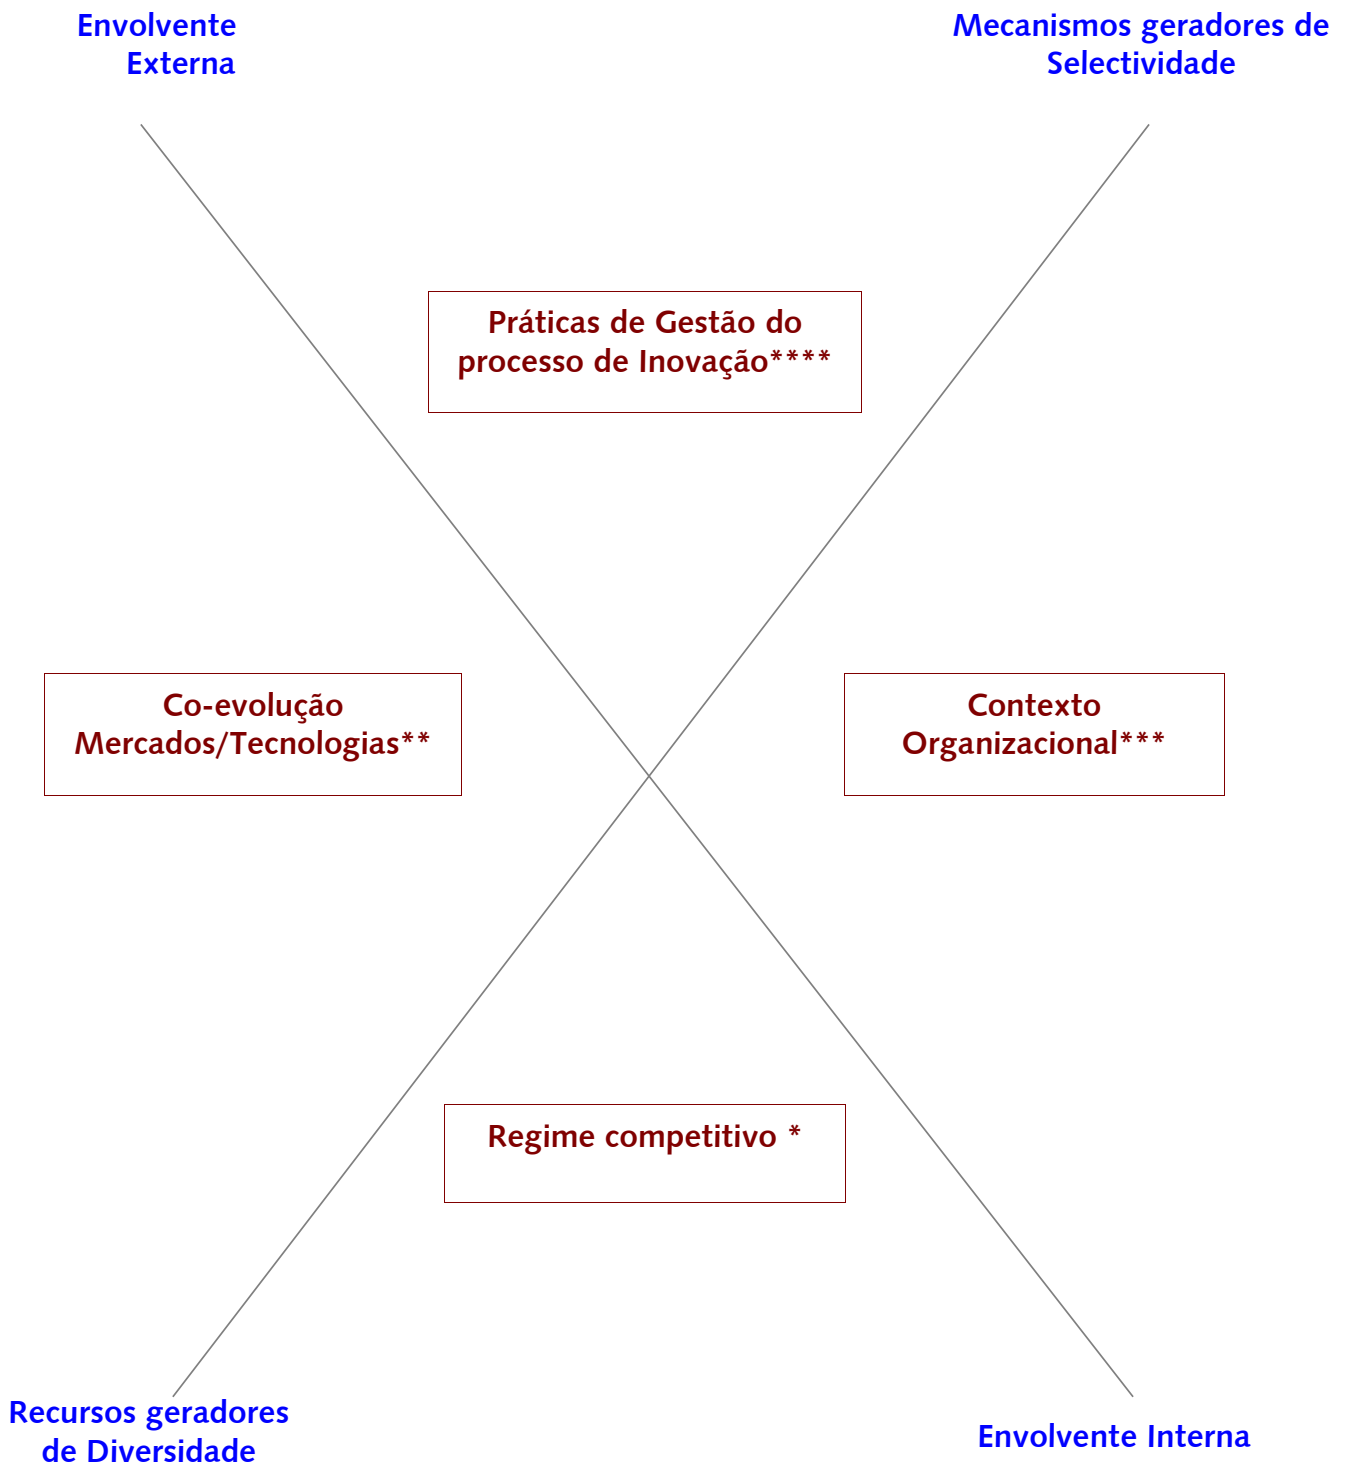 Envolvente
Externa
Mecanismos geradores de
Selectividade
Práticas de Gestão do
processo de Inovação****
Co-evolução
Mercados/Tecnologias**
Contexto
Organizacional***
Regime competitivo *
Recursos geradores
de Diversidade
Envolvente Interna